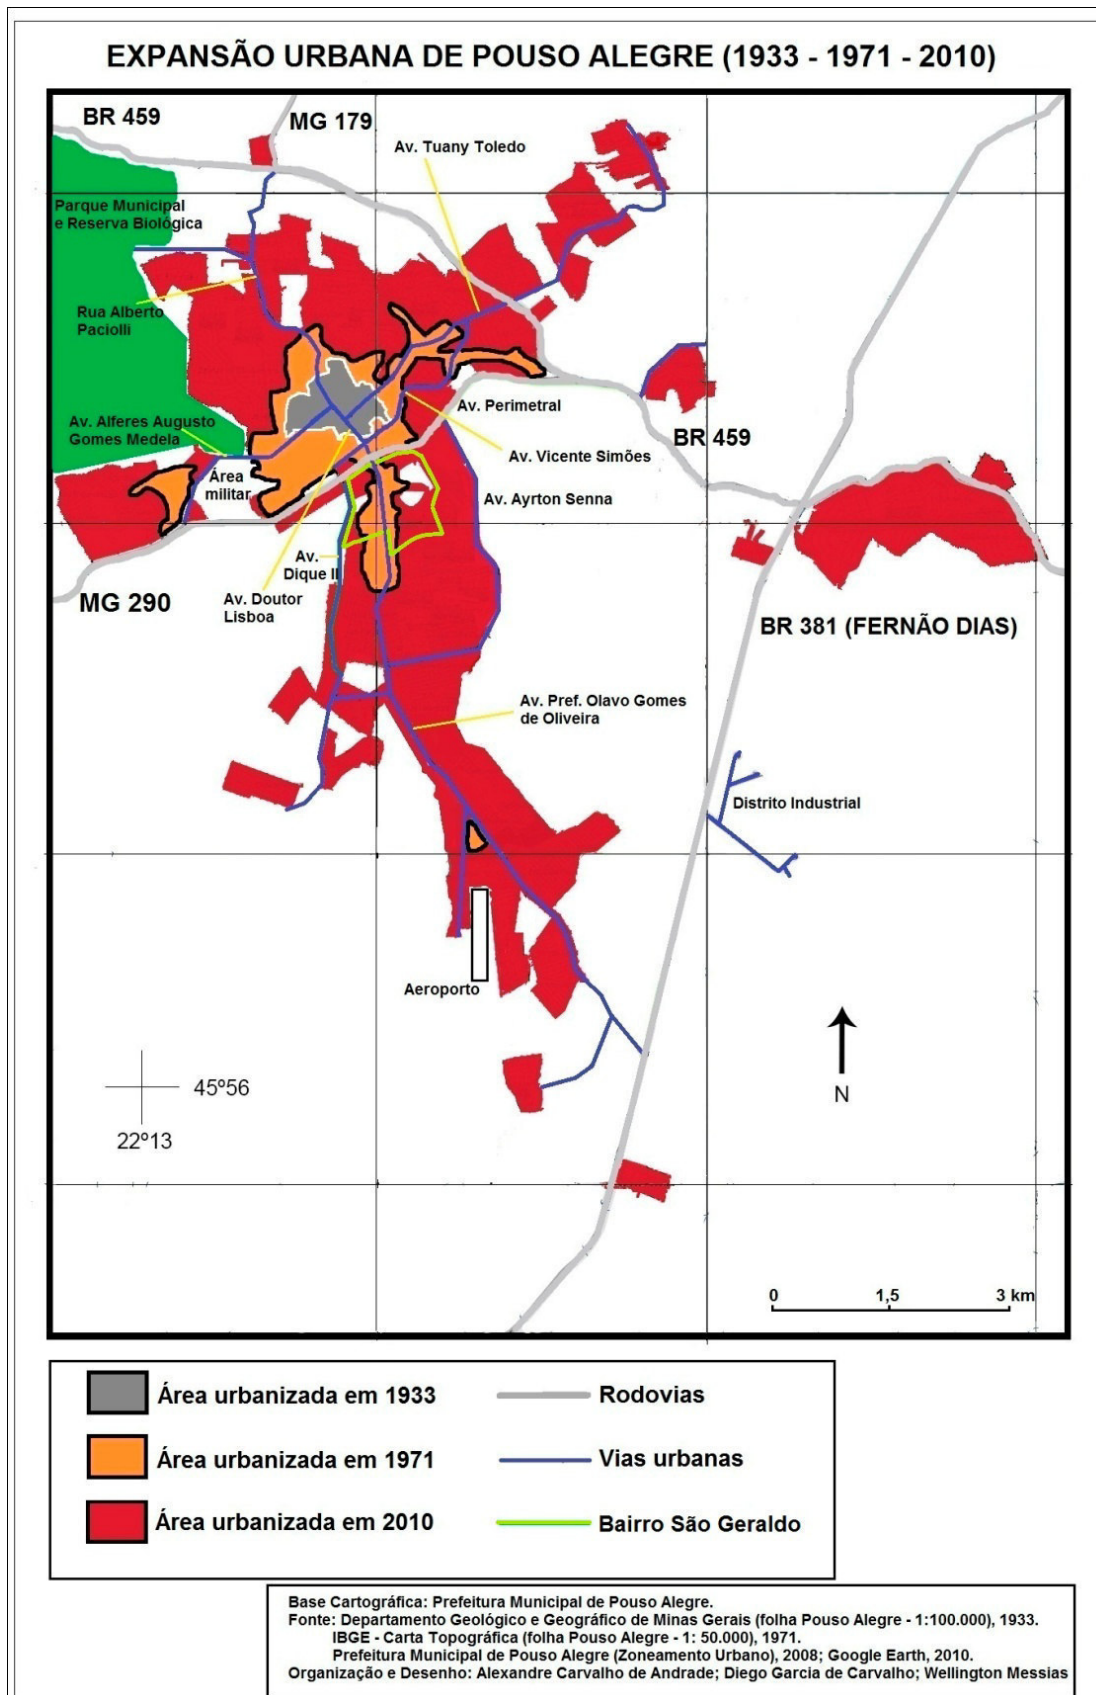 EXPANSÃO URBANA DE POUSO ALEGRE (1933 - 1971 - 2010)
BR 459
MG 179
Av. Tuany Toledo
Parque Municipal
e Reserva Biológica
Rua Alberto
Paciolli
Av. Alferes Augusto
Gomes Medela
Av. Perimetral
BR 459
Av. Vicente Simões
Área
militar
Av. Ayrton Senna
Av.
Dique II
Av. Doutor
Lisboa
MG 290
BR 381 (FERNÃO DIAS)
Av. Pref. Olavo Gomes
de Oliveira
Distrito Industrial
Aeroporto
45º56
22º13
N
0 1,5 3 km
Área urbanizada em 1933
Rodovias
Área urbanizada em 1971
Vias urbanas
Área urbanizada em 2010
Bairro São Geraldo
Base Cartográfica: Prefeitura Municipal de Pouso Alegre.
Fonte: Departamento Geológico e Geográfico de Minas Gerais (folha Pouso Alegre - 1:100.000), 1933.
IBGE - Carta Topográfica (folha Pouso Alegre - 1: 50.000), 1971.
Prefeitura Municipal de Pouso Alegre (Zoneamento Urbano), 2008; Google Earth, 2010.
Organização e Desenho: Alexandre Carvalho de Andrade; Diego Garcia de Carvalho; Wellington Messias